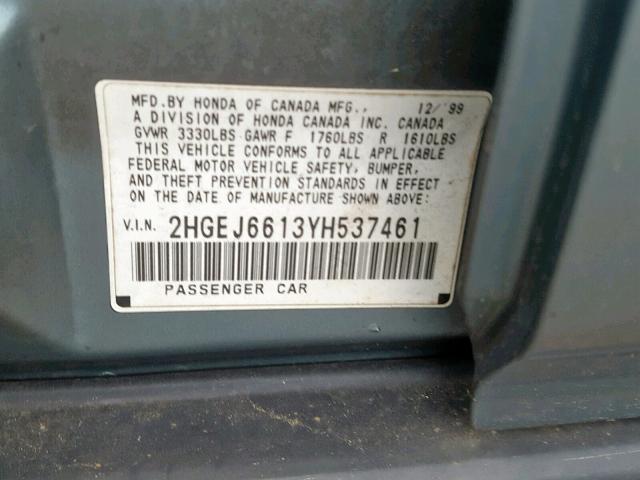 MFD.BY HONDA OF CANADA MFG., 12/'99
A DIVISION OF HONDA CANADA INC. CANADA
GVWR 3330LBS GAWR F 1760LBS R 1610LBS
THIS VEHICLE CONFORMS TO ALL APPLICABLE
FEDERAL MOTOR VEHICLE SAFETY, BUMPER,
AND THEFT PREVENTION STANDARDS IN EFFECT
ON THE DATE OF MANUFACTURE SHOWN ABOVE:
V.I.N. 2HGEJ6613YH537461
PASSENGER CAR